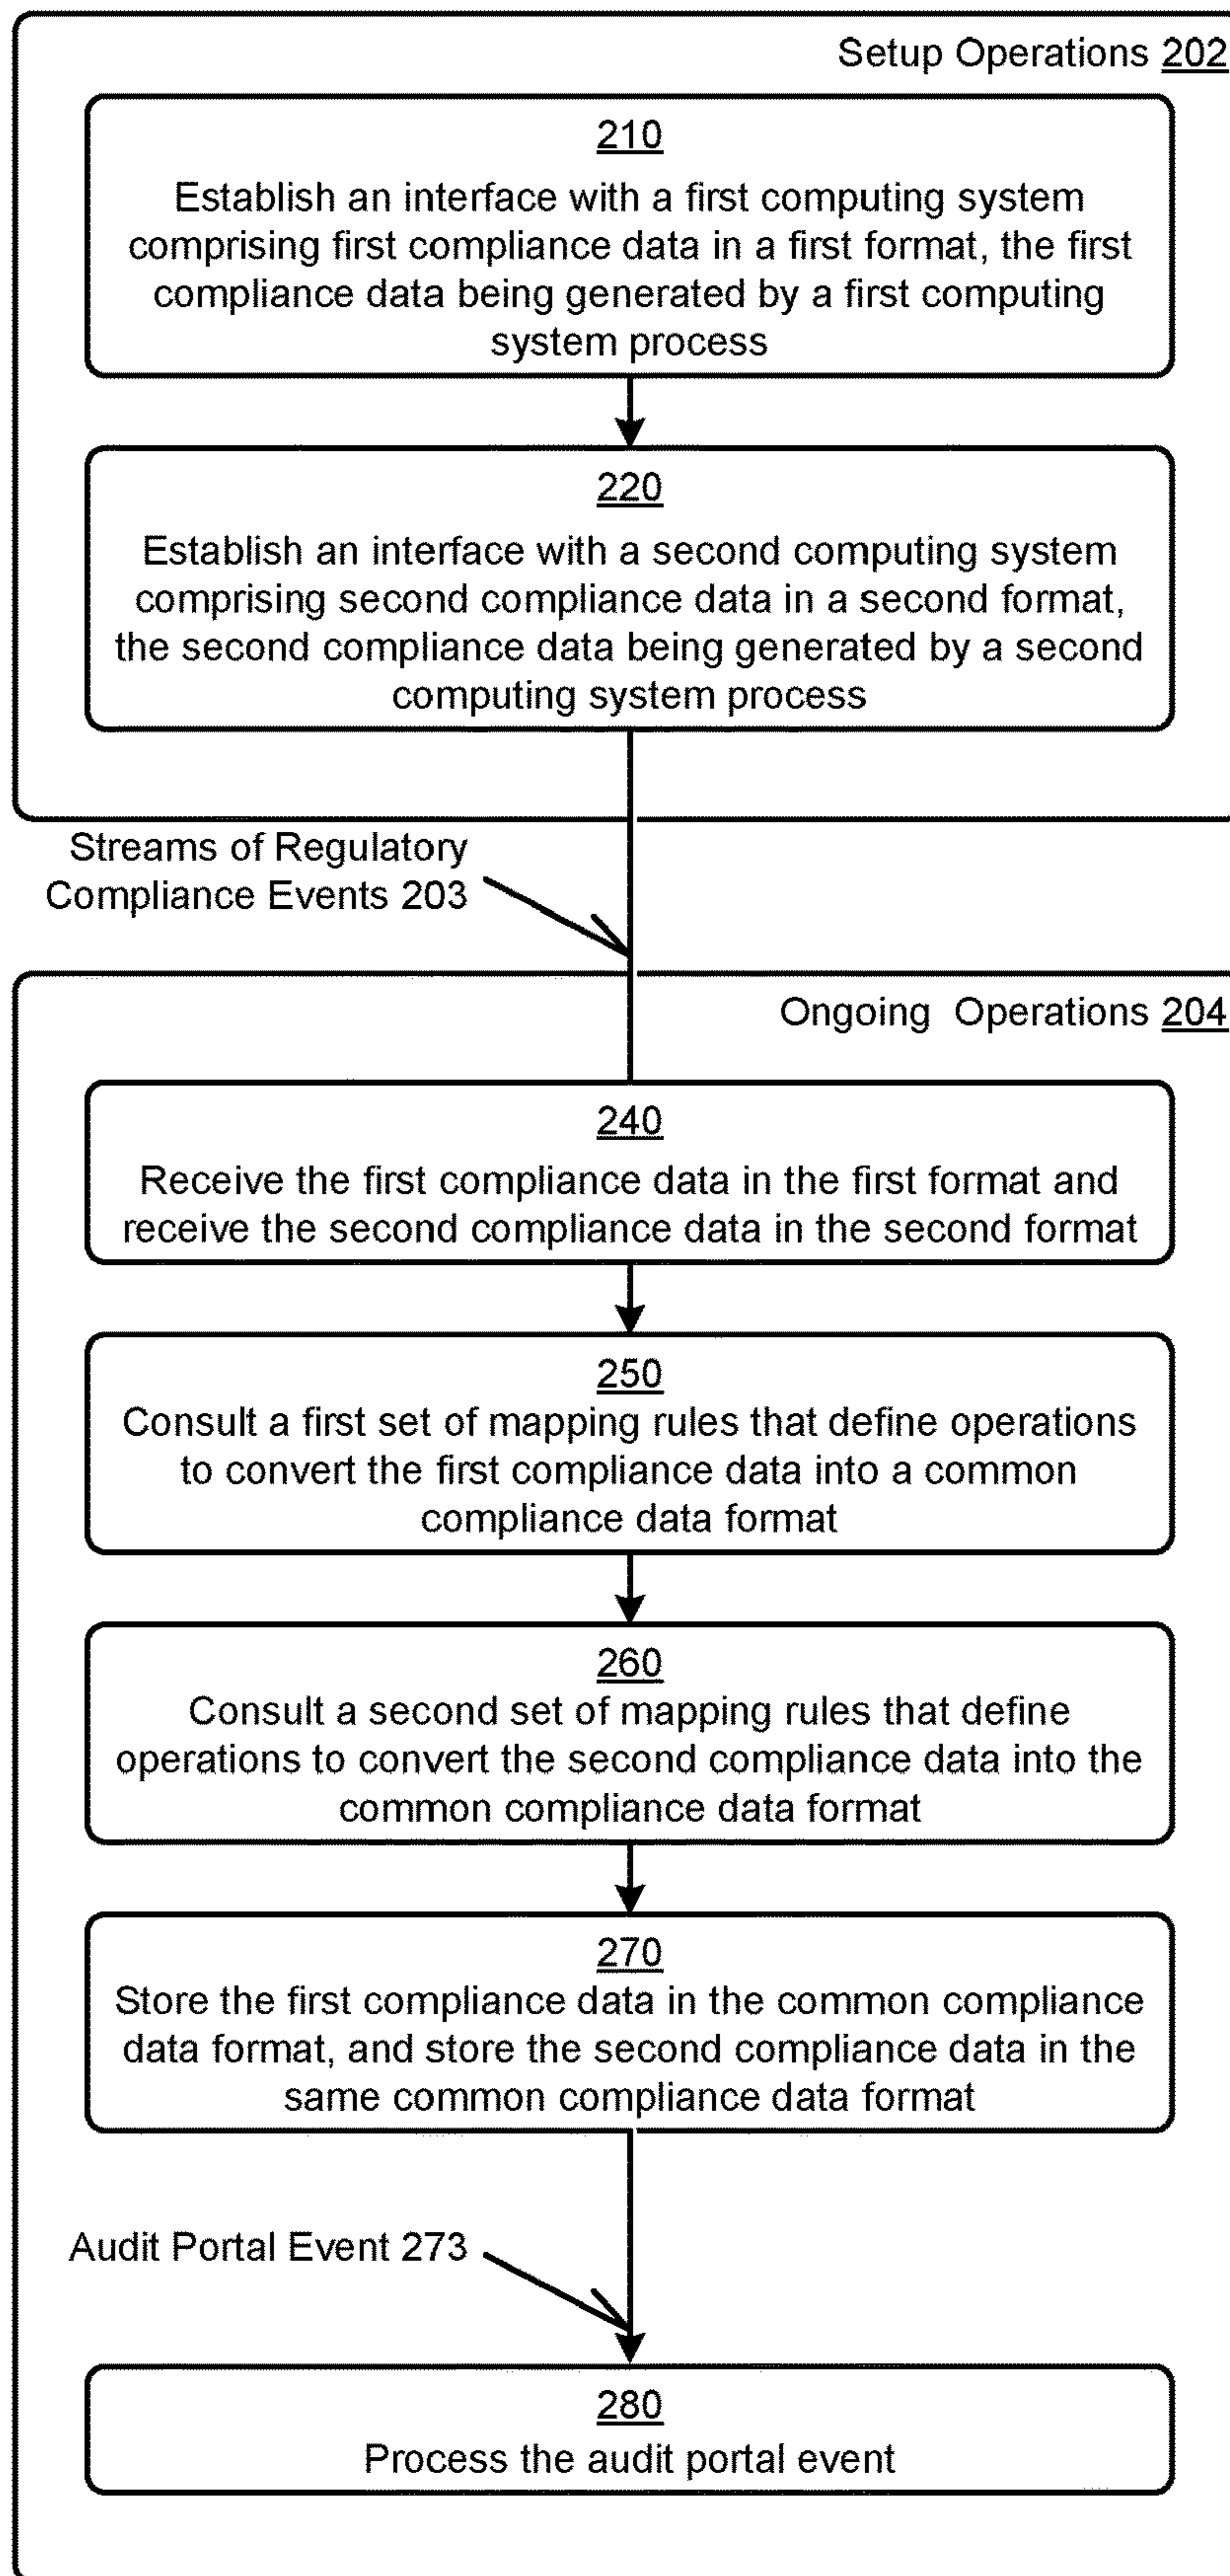 Setup Operations 202
210
Establish an interface with a first computing system
comprising first compliance data in a first format, the first
compliance data being generated by a first computing
system process
220
Establish an interface with a second computing system
comprising second compliance data in a second format,
the second compliance data being generated by a second
computing system process
Streams of Regulatory
Compliance Events 203
Ongoing Operations 204
240
Receive the first compliance data in the first format and
receive the second compliance data in the second format
250
Consult a first set of mapping rules that define operations
to convert the first compliance data into a common
compliance data format
260
Consult a second set of mapping rules that define
operations to convert the second compliance data into the
common compliance data format
270
Store the first compliance data in the common compliance
data format, and store the second compliance data in the
same common compliance data format
Audit Portal Event 273
280
Process the audit portal event